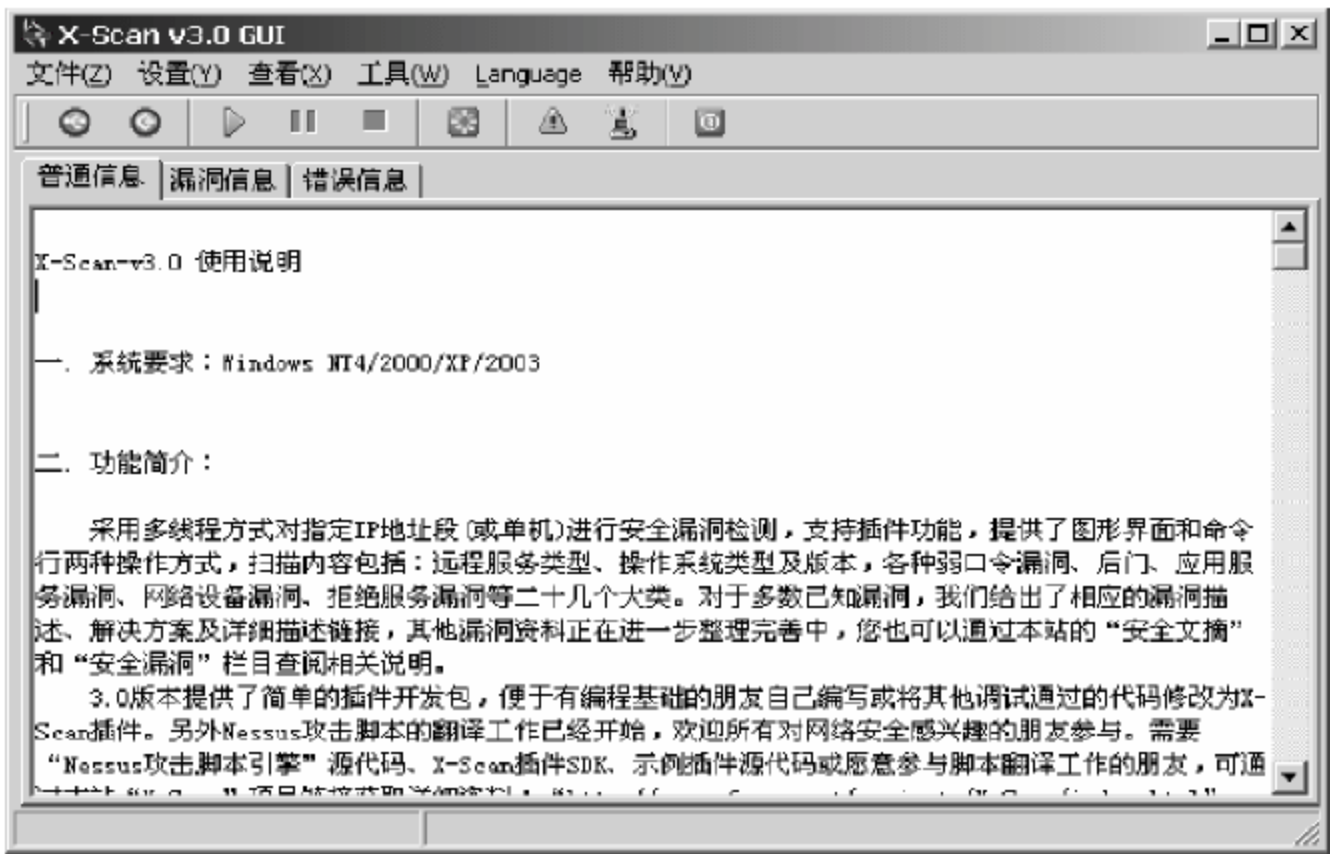 X-Scan v3.0 GUI
文件(Z) 设置(Y) 查看(X) 工具(W) Language 帮助(V)
普通信息 漏洞信息 错误信息
X-Scan-v3.0 使用说明
一. 系统要求：Windows NT4/2000/XP/2003
二. 功能简介：
采用多线程方式对指定IP地址段(或单机)进行安全漏洞检测，支持插件功能，提供了图形界面和命令
行两种操作方式，扫描内容包括：远程服务类型、操作系统类型及版本，各种弱口令漏洞、后门、应用服
务漏洞、网络设备漏洞、拒绝服务漏洞等二十几个大类。对于多数已知漏洞，我们给出了相应的漏洞描
述、解决方案及详细描述链接，其他漏洞资料正在进一步整理完善中，您也可以通过本站的“安全文摘”
和“安全漏洞”栏目查阅相关说明。
3.0版本提供了简单的插件开发包，便于有编程基础的朋友自己编写或将其他调试通过的代码修改为X-
Scan插件。另外Nessus攻击脚本的翻译工作已经开始，欢迎所有对网络安全感兴趣的朋友参与。需要
“Nessus攻击脚本引擎”源代码、X-Scan插件SDK、示例插件源代码或愿意参与脚本翻译工作的朋友，可通